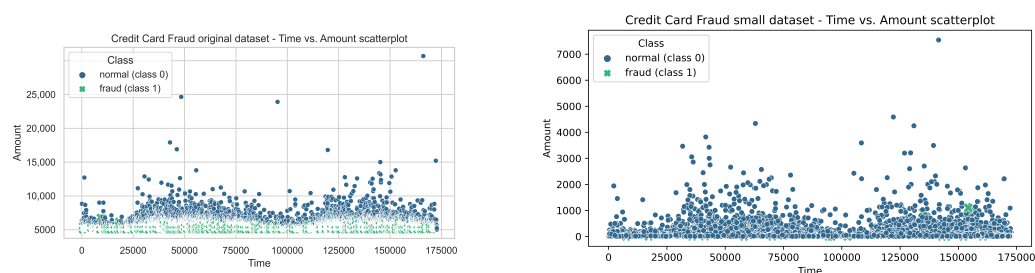 Credit Card Fraud original dataset - Time vs. Amount scatterplot
Class
normal (class 0)
fraud (class 1)
25,000
20,000
15,000
10,000
5000
Amount
0 25000 50000 75000 100000 125000 150000 175000
Time
Credit Card Fraud small dataset - Time vs. Amount scatterplot
Class
normal (class 0)
fraud (class 1)
7000
6000
5000
4000
3000
2000
1000
0
Amount
0 25000 50000 75000 100000 125000 150000 175000
Time